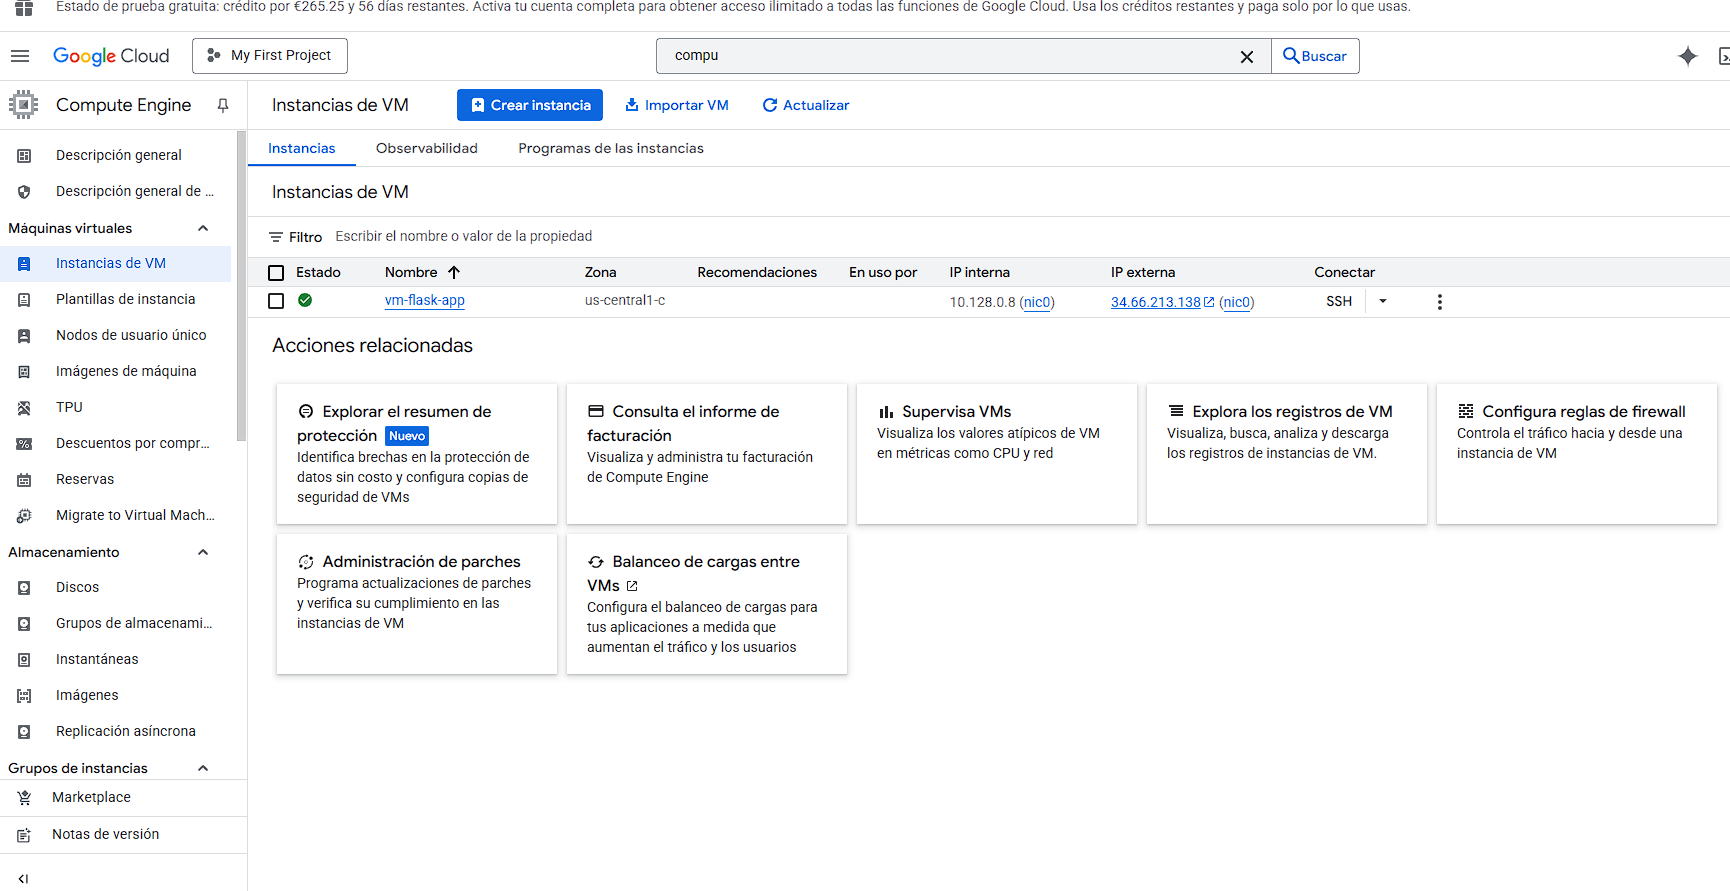 Estado de prueba gratuita: crédito por €265.25 y 56 días restantes. Activa tu cuenta completa para obtener acceso ilimitado a todas las funciones de Google Cloud. Usa los créditos restantes y paga solo por lo que usas.
Google Cloud
My First Project
compu
Buscar
Compute Engine
Instancias de VM
Crear instancia
Importar VM
Actualizar
Descripción general
Descripción general de ...
Máquinas virtuales
Instancias de VM
Plantillas de instancia
Nodos de usuario único
Imágenes de máquina
TPU
Descuentos por compr...
Reservas
Migrate to Virtual Mach...
Almacenamiento
Discos
Grupos de almacenami...
Instantáneas
Imágenes
Replicación asíncrona
Grupos de instancias
Marketplace
Notas de versión
Instancias
Observabilidad
Programas de las instancias
Instancias de VM
Filtro
Escribir el nombre o valor de la propiedad
Estado Nombre Zona Recomendaciones En uso por IP interna IP externa Conectar
vm-flask-app us-central1-c 10.128.0.8 (nic0) 34.66.213.138 (nic0) SSH
Acciones relacionadas
Explorar el resumen de
protección Nuevo
Identifica brechas en la protección de
datos sin costo y configura copias de
seguridad de VMs
Consulta el informe de
facturación
Visualiza y administra tu facturación
de Compute Engine
Supervisa VMs
Visualiza los valores atípicos de VM
en métricas como CPU y red
Explora los registros de VM
Visualiza, busca, analiza y descarga
los registros de instancias de VM.
Configura reglas de firewall
Controla el tráfico hacia y desde una
instancia de VM
Administración de parches
Programa actualizaciones de parches
y verifica su cumplimiento en las
instancias de VM
Balanceo de cargas entre
VMs
Configura el balanceo de cargas para
tus aplicaciones a medida que
aumentan el tráfico y los usuarios